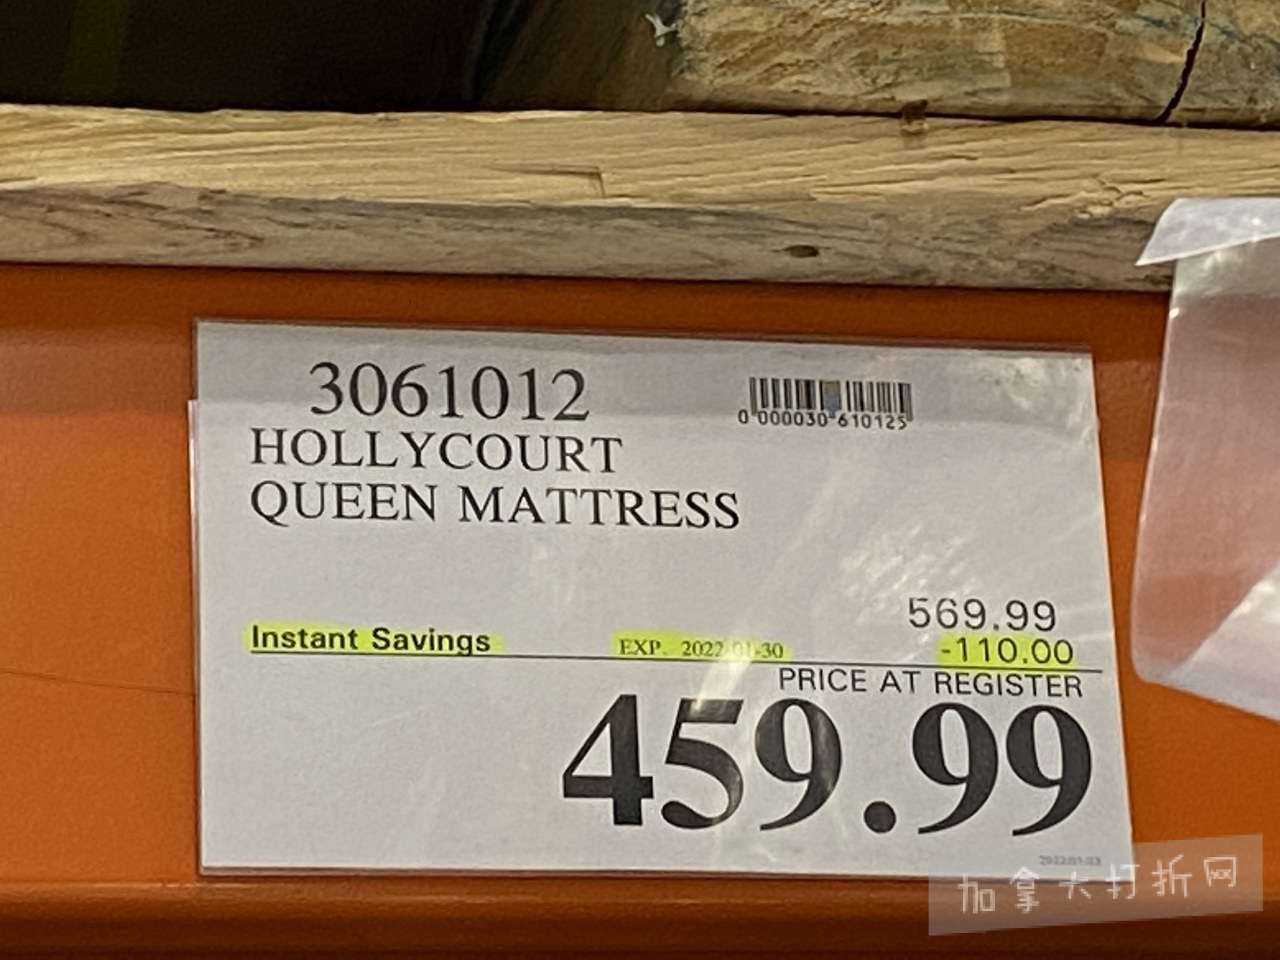 3061012
0 000030 610125
HOLLYCOURT
QUEEN MATTRESS
569.99
Instant Savings EXP. 2022-01-30 -110.00
PRICE AT REGISTER
459.99
加拿大打折网